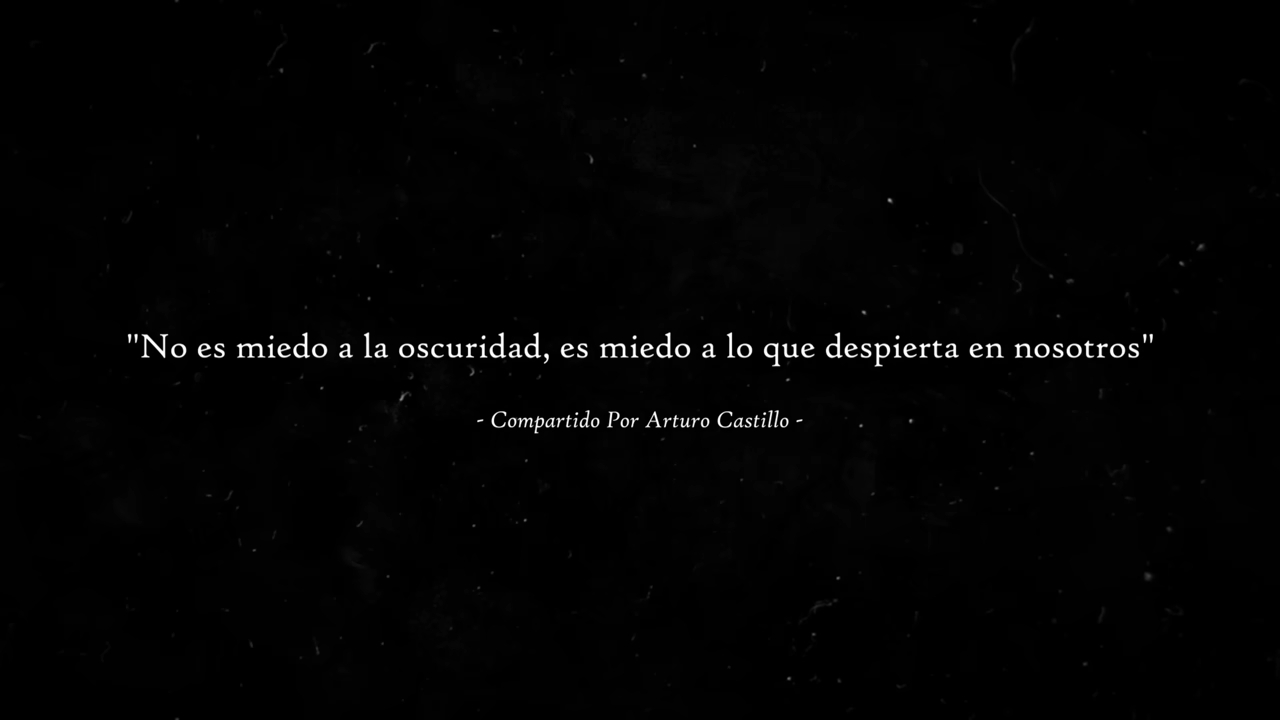 "No es miedo a la oscuridad, es miedo a lo que despierta en nosotros"
- Compartido Por Arturo Castillo -